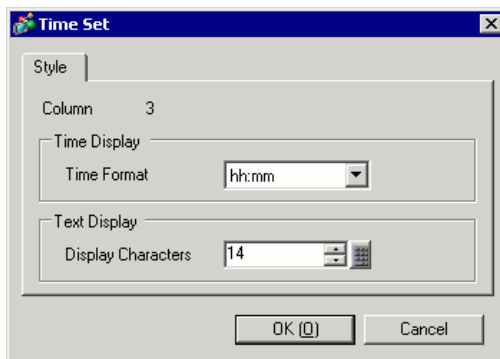 Time Set
Style
Column 3
Time Display
Time Format hh:mm
Text Display
Display Characters 14
OK (O) Cancel